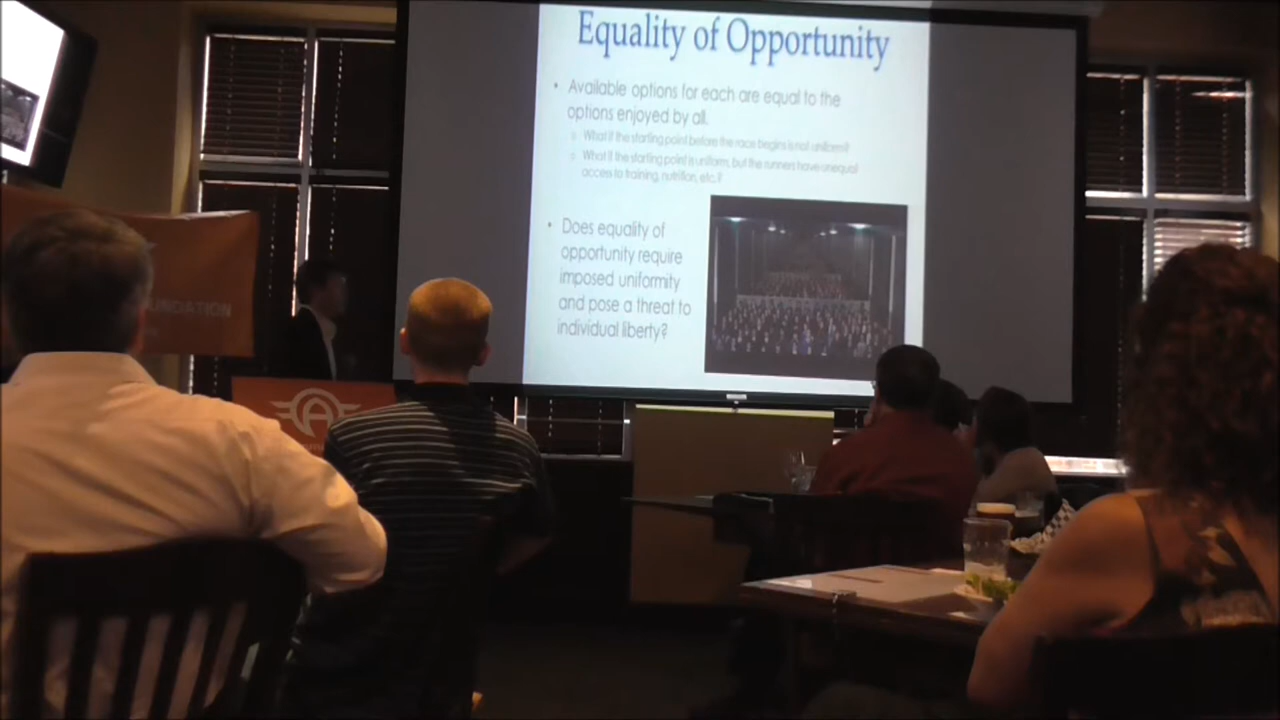 Equality of Opportunity
• Available options for each are equal to the
options enjoyed by all.
o What if the starting point before the race begins is not uniform?
o What if the starting point is uniform, but the runners have unequal
access to training, nutrition, etc.?
• Does equality of
opportunity require
imposed uniformity
and pose a threat to
individual liberty?
UNDATION
A